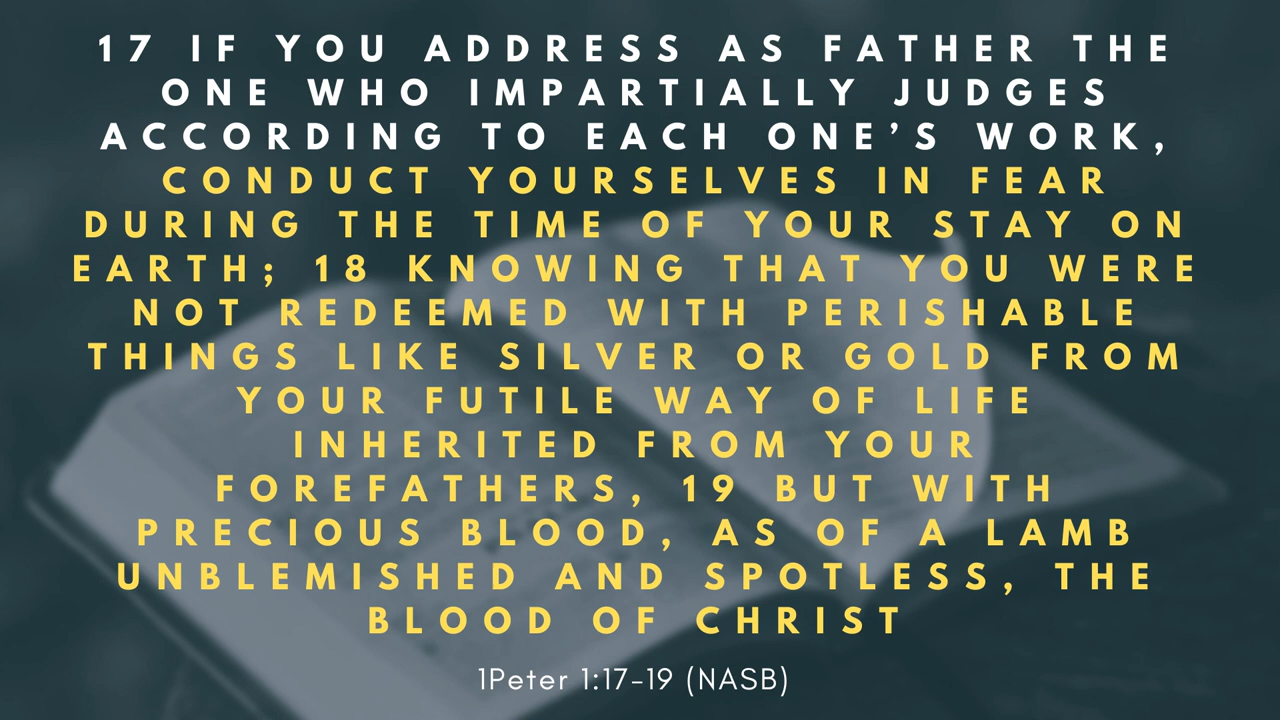 17 IF YOU ADDRESS AS FATHER THE
ONE WHO IMPARTIALLY JUDGES
ACCORDING TO EACH ONE’S WORK,
CONDUCT YOURSELVES IN FEAR
DURING THE TIME OF YOUR STAY ON
EARTH; 18 KNOWING THAT YOU WERE
NOT REDEEMED WITH PERISHABLE
THINGS LIKE SILVER OR GOLD FROM
YOUR FUTILE WAY OF LIFE
INHERITED FROM YOUR
FOREFATHERS, 19 BUT WITH
PRECIOUS BLOOD, AS OF A LAMB
UNBLEMISHED AND SPOTLESS, THE
BLOOD OF CHRIST
1Peter 1:17-19 (NASB)